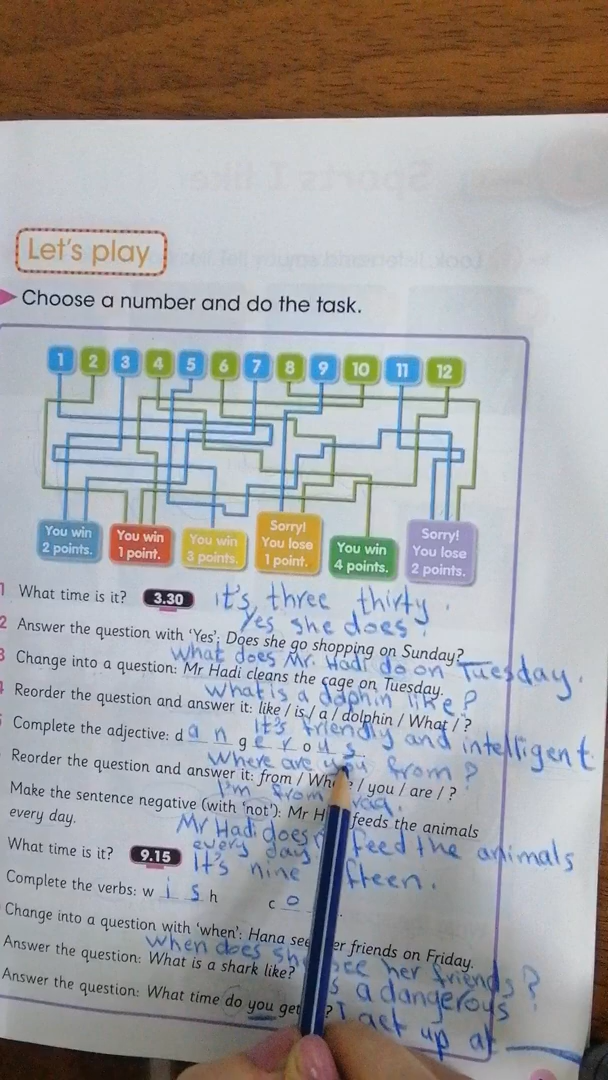 Let's play
Choose a number and do the task.
1 2 3 4 5 6 7 8 9 10 11 12
You win 2 points.
You win 1 point.
You win 3 points.
Sorry! You lose 1 point.
You win 4 points.
Sorry! You lose 2 points.
1 What time is it? 3.30 it's three thirty.
Yes she does.
2 Answer the question with 'Yes': Does she go shopping on Sunday?
What does Mr. Hadi do on Tuesday.
3 Change into a question: Mr Hadi cleans the cage on Tuesday.
What is a dophin like?
Reorder the question and answer it: like / is / a / dolphin / What / ?
It's friendly and intelligent
Complete the adjective: d a n g e r o u s
Where are you from?
Reorder the question and answer it: from / / you / are / ?
I'm from
Make the sentence negative (with 'not'): Mr feeds the animals
every day.
Mr Hadi feed the animals
every day.
What time is it? 9.15 It's nine
Complete the verbs: w i s h c o
Change into a question with 'when': Hana her friends on Friday.
When does see her friends?
Answer the question: What is a shark like?
a dangerous
Answer the question: What time do you get ? I get up at